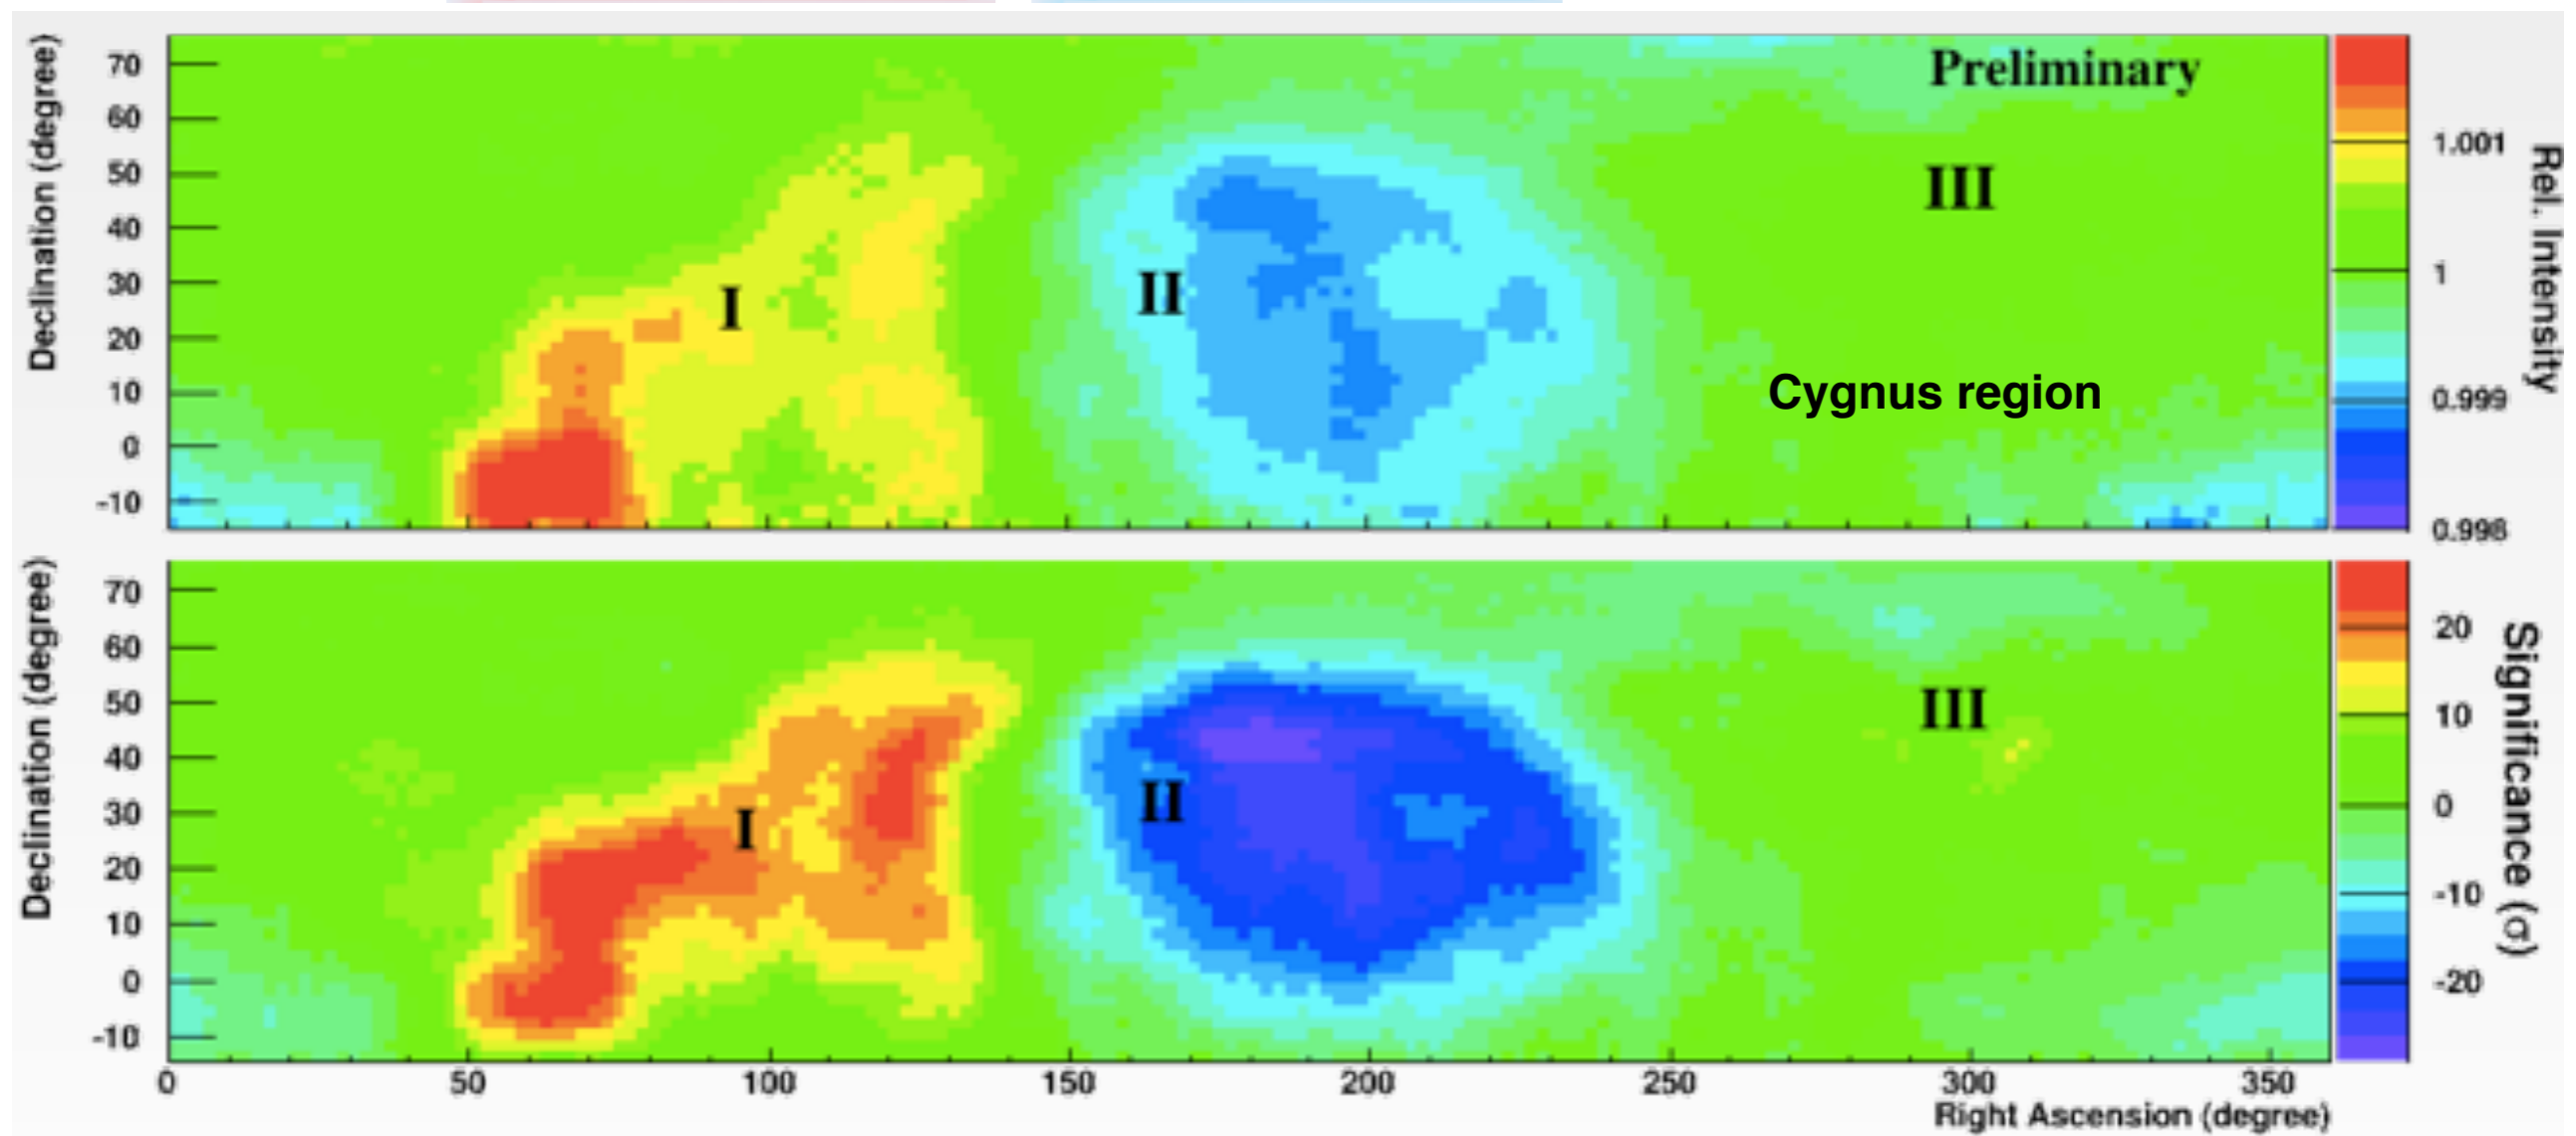 Declination (degree)
70
60
50
40
30
20
10
0
-10
Preliminary
I
II
III
Cygnus region
1.001
1
0.999
0.998
Rel. Intensity
Declination (degree)
70
60
50
40
30
20
10
0
-10
I
II
III
20
10
0
-10
-20
Significance (σ)
0 50 100 150 200 250 300 350
Right Ascension (degree)